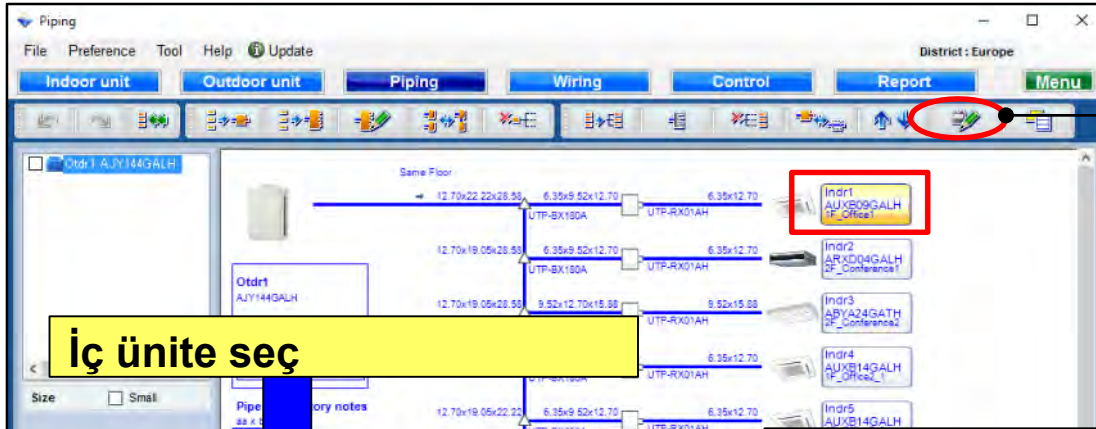 Piping
File Preference Tool Help Update
District : Europe
Indoor unit Outdoor unit Piping Wiring Control Report Menu
Otdr1 AJY144GALH
Same Floor
12.70x22.22x28.58 6.35x9.52x12.70 6.35x12.70
UTP-BX180A UTP-RX01AH
Indr1
AUXB09GALH
1F_Office1
12.70x19.05x28.58 6.35x9.52x12.70 6.35x12.70
UTP-BX180A UTP-RX01AH
Indr2
ARXD04GALH
2F_Conference1
Otdr1
AJY144GALH
12.70x19.05x28.58 9.52x12.70x15.88 9.52x15.88
UTP-RX01AH
Indr3
ABYA24GATH
2F_Conference2
İç ünite seç
6.35x12.70
UTP-RX01AH
Indr4
AUXB14GALH
1F_Office2_1
Size Small
Pipe ory notes
12.70x19.05x22.22 6.35x9.52x12.70 6.35x12.70
Indr5
AUXB14GALH